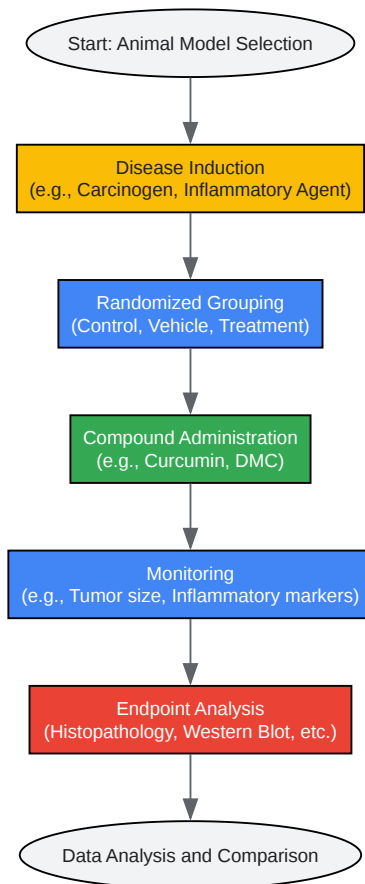 Start: Animal Model Selection
Disease Induction
(e.g., Carcinogen, Inflammatory Agent)
Randomized Grouping
(Control, Vehicle, Treatment)
Compound Administration
(e.g., Curcumin, DMC)
Monitoring
(e.g., Tumor size, Inflammatory markers)
Endpoint Analysis
(Histopathology, Western Blot, etc.)
Data Analysis and Comparison